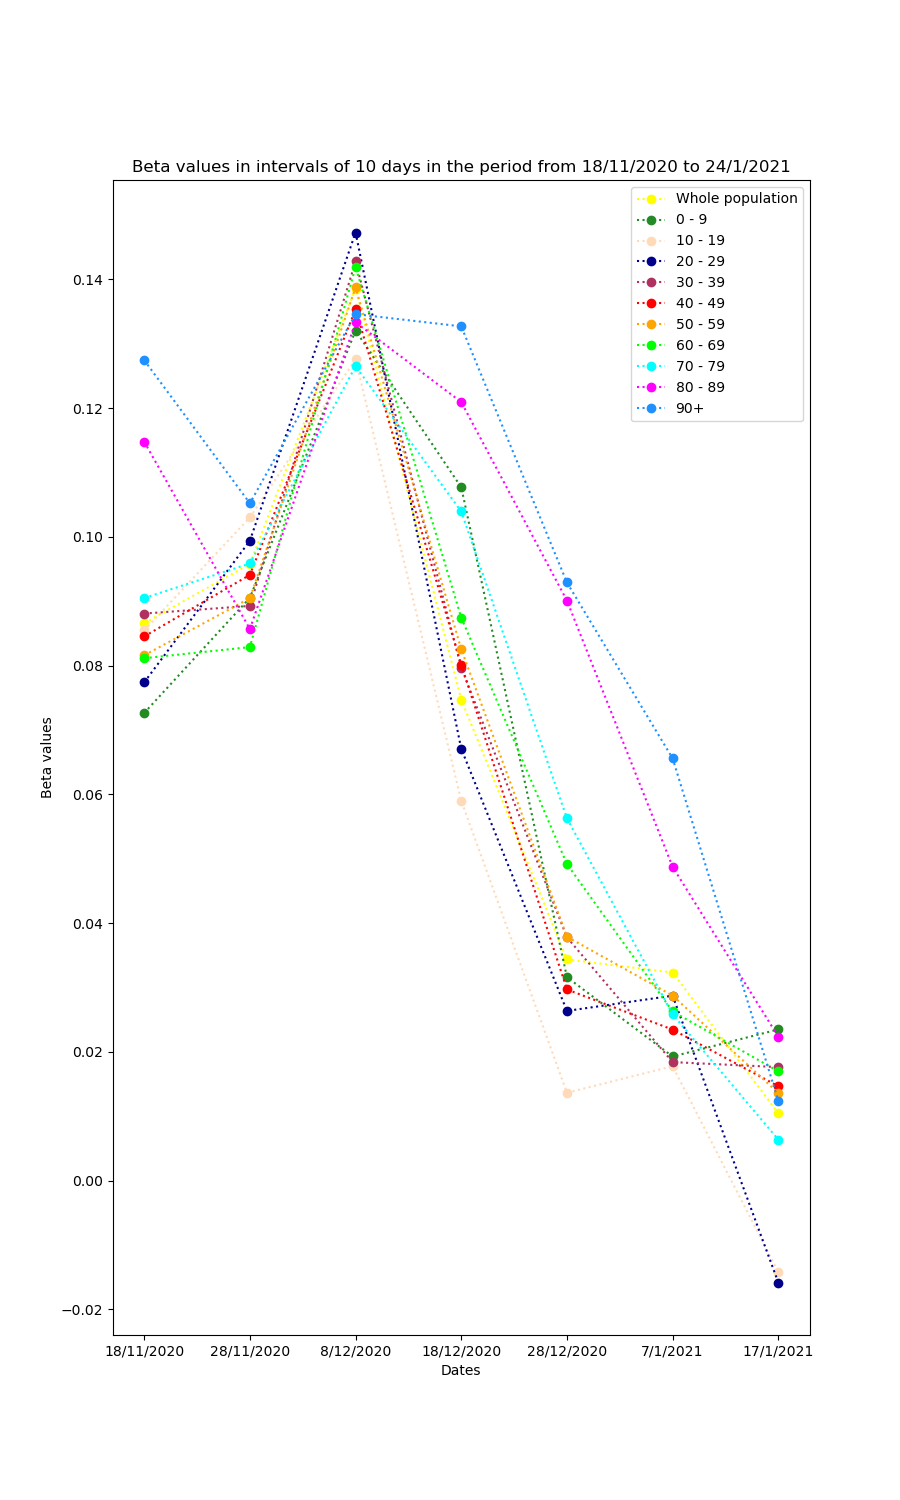 Beta values in intervals of 10 days in the period from 18/11/2020 to 24/1/2021
Whole population
0 - 9
10 - 19
20 - 29
30 - 39
40 - 49
50 - 59
60 - 69
70 - 79
80 - 89
90+
Beta values
0.14
0.12
0.10
0.08
0.06
0.04
0.02
0.00
−0.02
18/11/2020 28/11/2020 8/12/2020 18/12/2020 28/12/2020 7/1/2021 17/1/2021
Dates